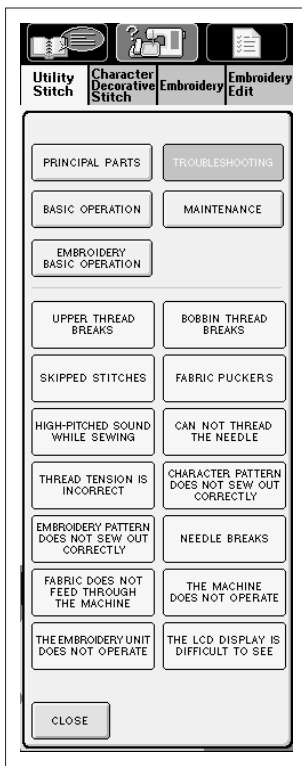 Utility
Stitch
Character
Decorative
Stitch
Embroidery
Embroidery
Edit
PRINCIPAL PARTS
TROUBLESHOOTING
BASIC OPERATION
MAINTENANCE
EMBROIDERY
BASIC OPERATION
UPPER THREAD
BREAKS
BOBBIN THREAD
BREAKS
SKIPPED STITCHES
FABRIC PUCKERS
HIGH-PITCHED SOUND
WHILE SEWING
CAN NOT THREAD
THE NEEDLE
THREAD TENSION IS
INCORRECT
CHARACTER PATTERN
DOES NOT SEW OUT
CORRECTLY
EMBROIDERY PATTERN
DOES NOT SEW OUT
CORRECTLY
NEEDLE BREAKS
FABRIC DOES NOT
FEED THROUGH
THE MACHINE
THE MACHINE
DOES NOT OPERATE
THE EMBROIDERY UNIT
DOES NOT OPERATE
THE LCD DISPLAY IS
DIFFICULT TO SEE
CLOSE